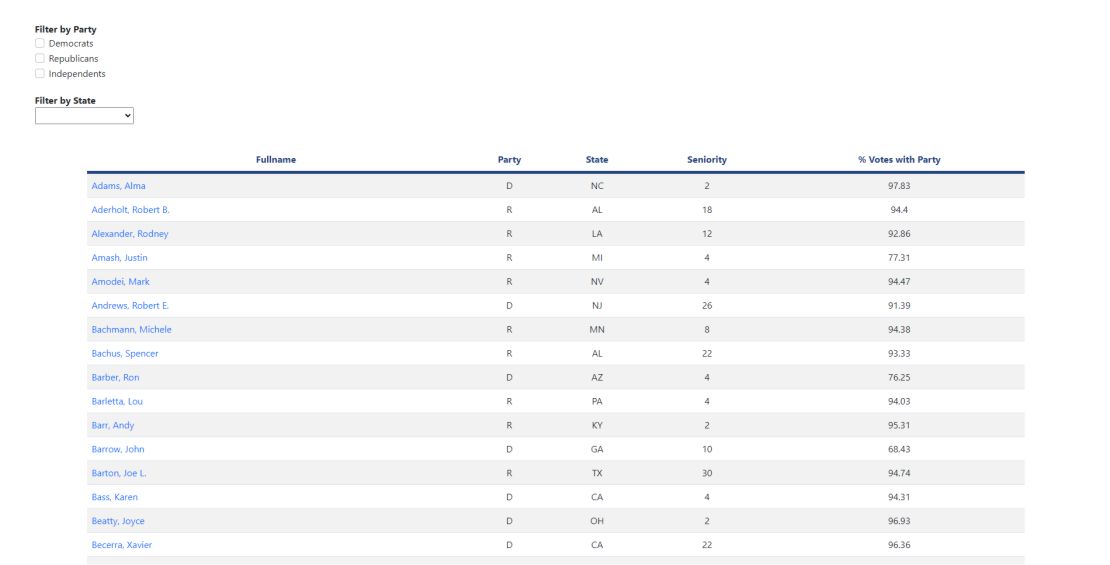 Filter by Party
Democrats
Republicans
Independents
Filter by State
Fullname Party State Seniority % Votes with Party
Adams, Alma D NC 2 97.83
Aderholt, Robert B. R AL 18 94.4
Alexander, Rodney R LA 12 92.86
Amash, Justin R MI 4 77.31
Amodei, Mark R NV 4 94.47
Andrews, Robert E. D NJ 26 91.39
Bachmann, Michele R MN 8 94.38
Bachus, Spencer R AL 22 93.33
Barber, Ron D AZ 4 76.25
Barletta, Lou R PA 4 94.03
Barr, Andy R KY 2 95.31
Barrow, John D GA 10 68.43
Barton, Joe L. R TX 30 94.74
Bass, Karen D CA 4 94.31
Beatty, Joyce D OH 2 96.93
Becerra, Xavier D CA 22 96.36